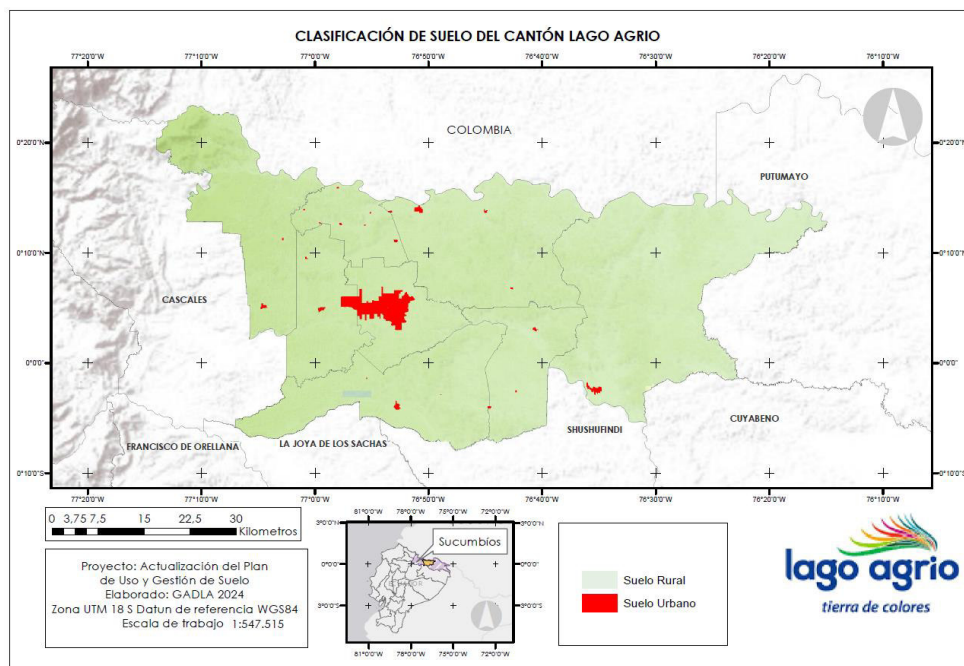 CLASIFICACIÓN DE SUELO DEL CANTÓN LAGO AGRIO
77°20'0"W 77°10'0"W 77°0'0"W 76°50'0"W 76°40'0"W 76°30'0"W 76°20'0"W 76°10'0"W
COLOMBIA
0°20'0"N 0°20'0"N
PUTUMAYO
0°10'0"N 0°10'0"N
CASCALES
0°0'0" 0°0'0"
CUYABENO
SHUSHUFINDI
FRANCISCO DE ORELLANA
LA JOYA DE LOS SACHAS
0°10'0"S 0°10'0"S
77°20'0"W 77°10'0"W 77°0'0"W 76°50'0"W 76°40'0"W 76°30'0"W 76°20'0"W 76°10'0"W
0 3,75 7,5 15 22,5 30
Kilometros
Proyecto: Actualización del Plan
de Uso y Gestión de Suelo
Elaborado: GADLA 2024
Zona UTM 18 S Datun de referencia WGS84
Escala de trabajo 1:547.515
81°0'0"W 78°0'0"W 75°0'0"W 72°0'0"W
3°0'0"N 3°0'0"N
Sucumbíos
0°0'0" 0°0'0"
3°0'0"S 3°0'0"S
81°0'0"W 78°0'0"W 75°0'0"W 72°0'0"W
Suelo Rural
Suelo Urbano
lago agrio
tierra de colores